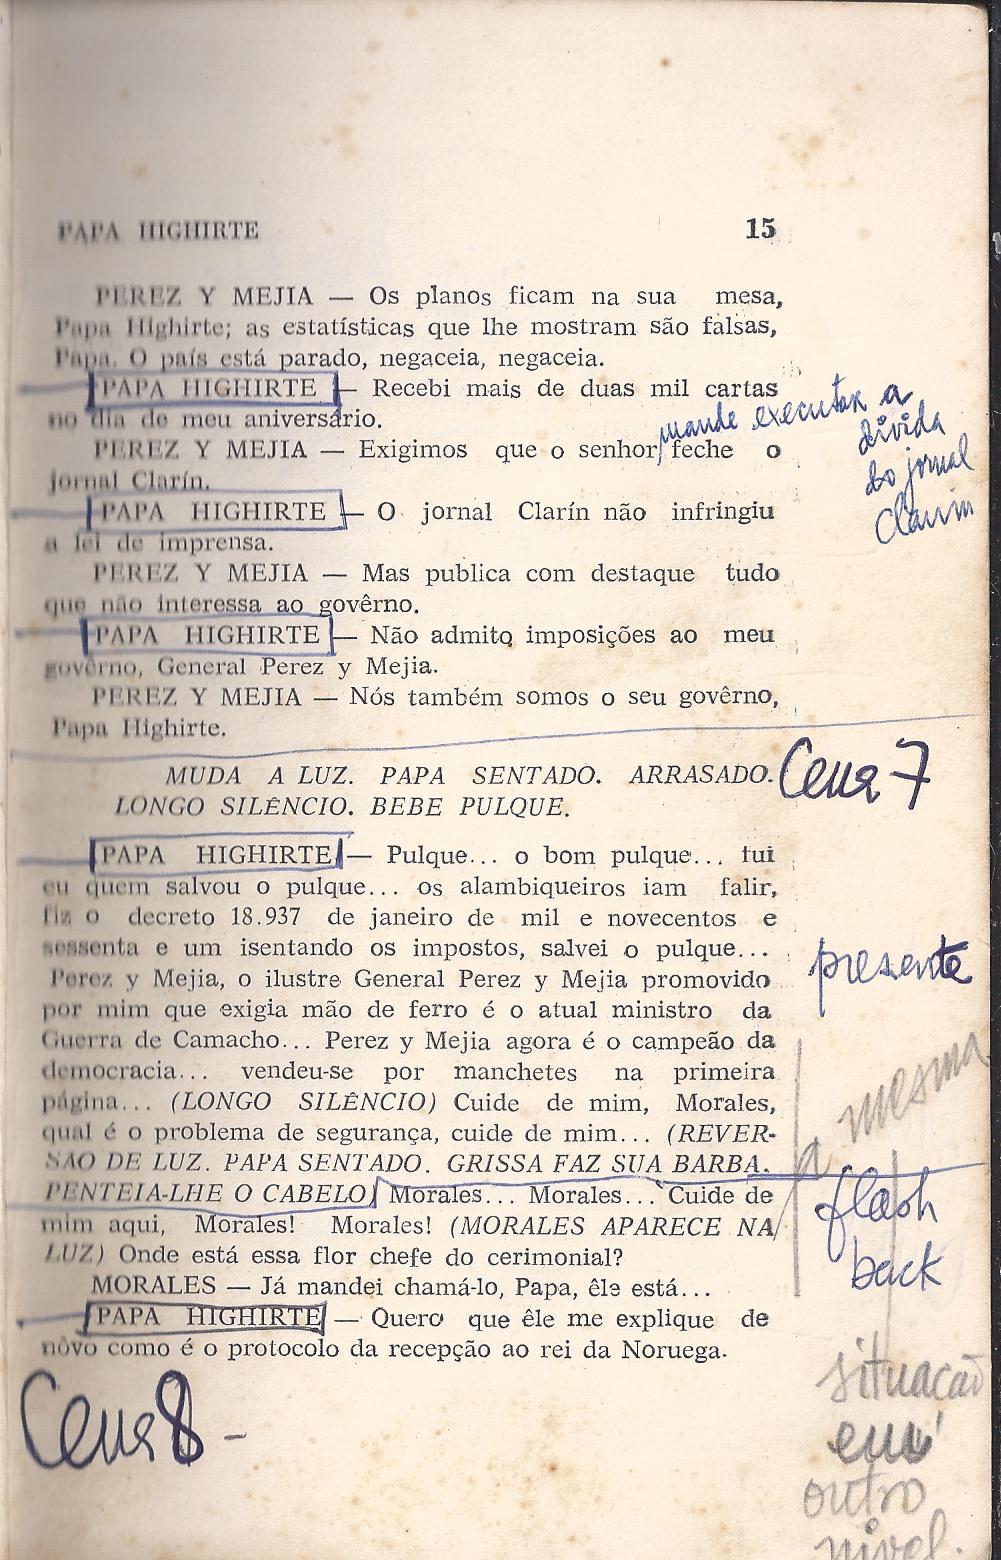 PAPA HIGHIRTE 15
PEREZ Y MEJIA — Os planos ficam na sua mesa,
Papa Highirte; as estatísticas que lhe mostram são falsas,
Papa. O país está parado, negaceia, negaceia.
PAPA HIGHIRTE — Recebi mais de duas mil cartas
no dia de meu aniversário.
mande executar a
dívida
do jornal
Clarin
PEREZ Y MEJIA — Exigimos que o senhor feche o
jornal Clarín.
PAPA HIGHIRTE — O jornal Clarín não infringiu
a lei de imprensa.
PEREZ Y MEJIA — Mas publica com destaque tudo
que não interessa ao govêrno.
PAPA HIGHIRTE — Não admito imposições ao meu
govêrno, General Perez y Mejia.
PEREZ Y MEJIA — Nós também somos o seu govêrno,
Papa Highirte.
MUDA A LUZ. PAPA SENTADO. ARRASADO.
Cena 7
LONGO SILÊNCIO. BEBE PULQUE.
PAPA HIGHIRTE — Pulque... o bom pulque... fui
eu quem salvou o pulque... os alambiqueiros iam falir,
fiz o decreto 18.937 de janeiro de mil e novecentos e
sessenta e um isentando os impostos, salvei o pulque...
presente
Perez y Mejia, o ilustre General Perez y Mejia promovido
por mim que exigia mão de ferro é o atual ministro da
Guerra de Camacho... Perez y Mejia agora é o campeão da
democracia... vendeu-se por manchetes na primeira
página... (LONGO SILÊNCIO) Cuide de mim, Morales,
qual é o problema de segurança, cuide de mim... (REVER-
SÃO DE LUZ. PAPA SENTADO. GRISSA FAZ SUA BARBA.
PENTEIA-LHE O CABELO) Morales... Morales... Cuide de
mim aqui, Morales! Morales! (MORALES APARECE NA
LUZ) Onde está essa flor chefe do cerimonial?
flash
back
MORALES — Já mandei chamá-lo, Papa, êle está...
PAPA HIGHIRTE — Quero que êle me explique de
nôvo como é o protocolo da recepção ao rei da Noruega.
Cena 8 -
a mesma
situação
em
outro
nível.